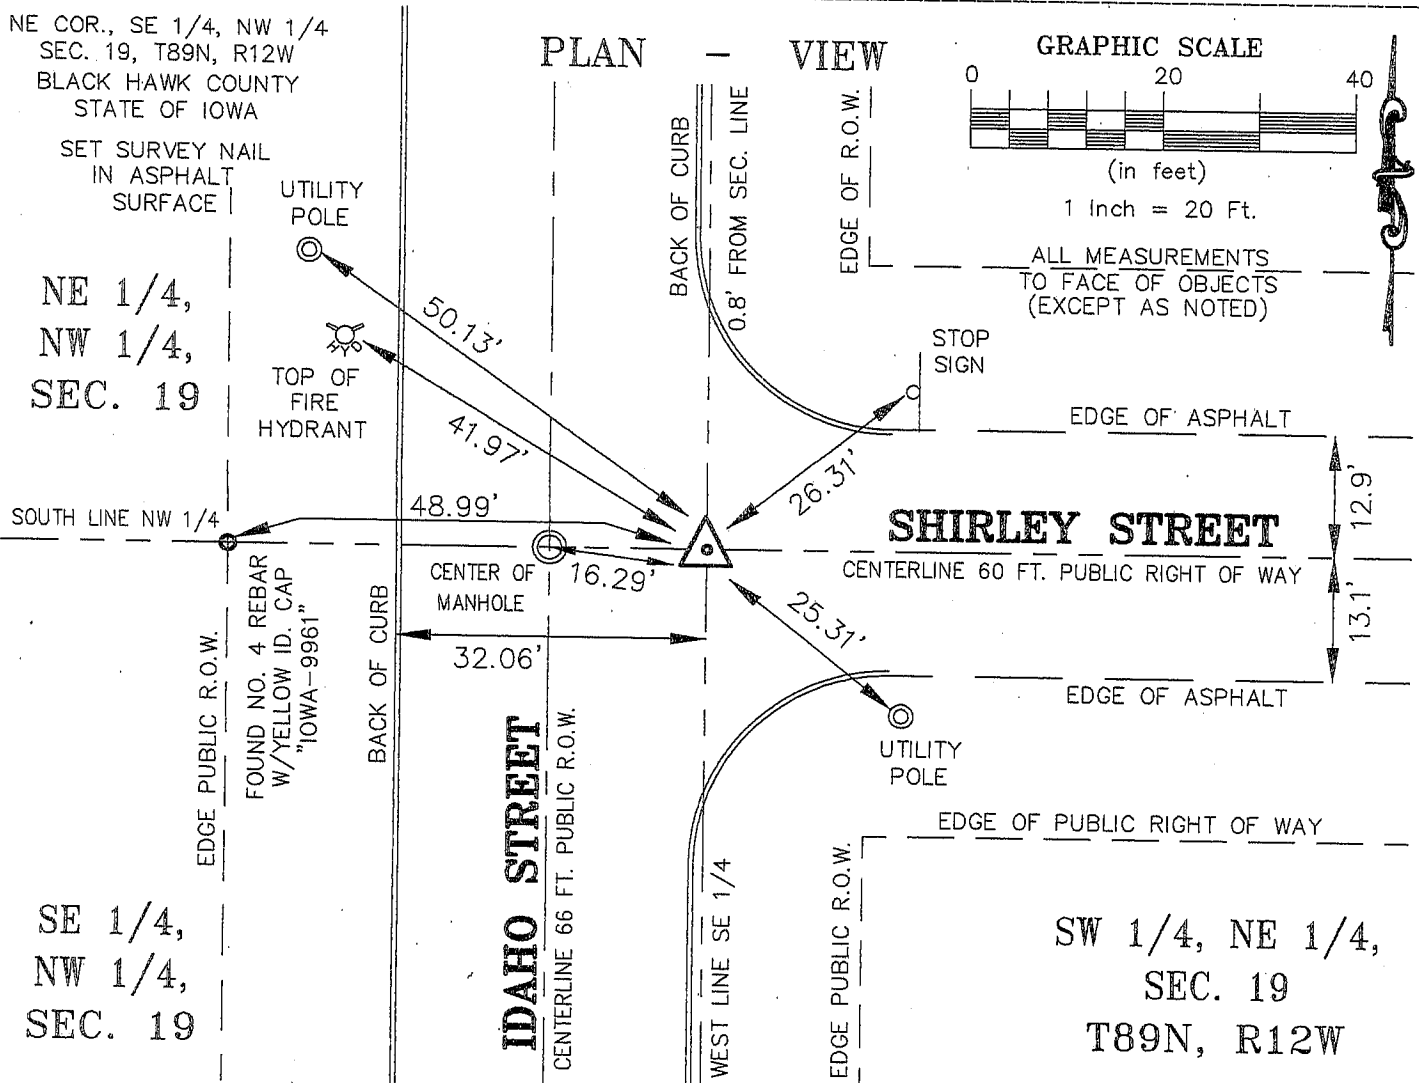 NE COR., SE 1/4, NW 1/4
SEC. 19, T89N, R12W
BLACK HAWK COUNTY
STATE OF IOWA
SET SURVEY NAIL
IN ASPHALT
SURFACE
PLAN - VIEW
GRAPHIC SCALE
0 20 40
(in feet)
1 Inch = 20 Ft.
ALL MEASUREMENTS
TO FACE OF OBJECTS
(EXCEPT AS NOTED)
UTILITY
POLE
BACK OF CURB
0.8' FROM SEC. LINE
EDGE OF R.O.W.
NE 1/4,
NW 1/4,
SEC. 19
HYD
TOP OF
FIRE
HYDRANT
50.13'
41.97'
STOP
SIGN
26.31'
EDGE OF ASPHALT
12.9'
SOUTH LINE NW 1/4
48.99'
SHIRLEY STREET
CENTERLINE 60 FT. PUBLIC RIGHT OF WAY
CENTER OF
MANHOLE
16.29'
32.06'
25.31'
13.1'
EDGE OF ASPHALT
EDGE PUBLIC R.O.W.
FOUND NO. 4 REBAR
W/YELLOW ID. CAP
"IOWA-9961"
BACK OF CURB
IDAHO STREET
CENTERLINE 66 FT. PUBLIC R.O.W.
UTILITY
POLE
EDGE OF PUBLIC RIGHT OF WAY
WEST LINE SE 1/4
EDGE PUBLIC R.O.W.
SE 1/4,
NW 1/4,
SEC. 19
SW 1/4, NE 1/4,
SEC. 19
T89N, R12W